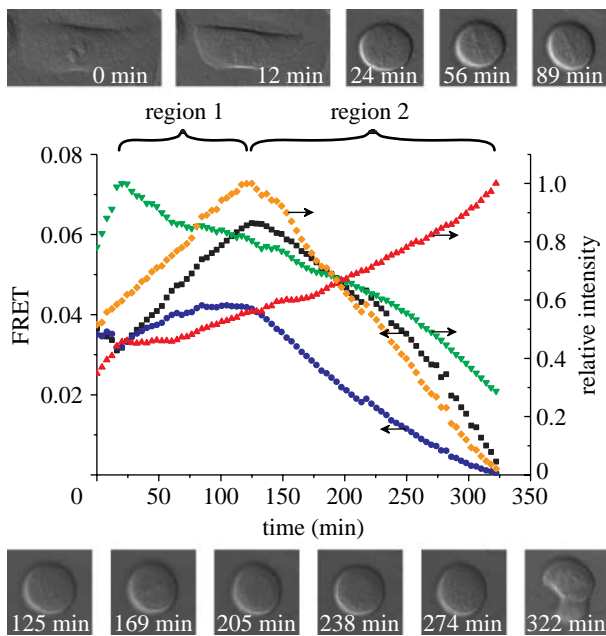 0 min 12 min 24 min 56 min 89 min
region 1 region 2
0.08
0.06
0.04
0.02
0
FRET
1.0
0.8
0.6
0.4
0.2
0
relative intensity
50 100 150 200 250 300 350
time (min)
125 min 169 min 205 min 238 min 274 min 322 min